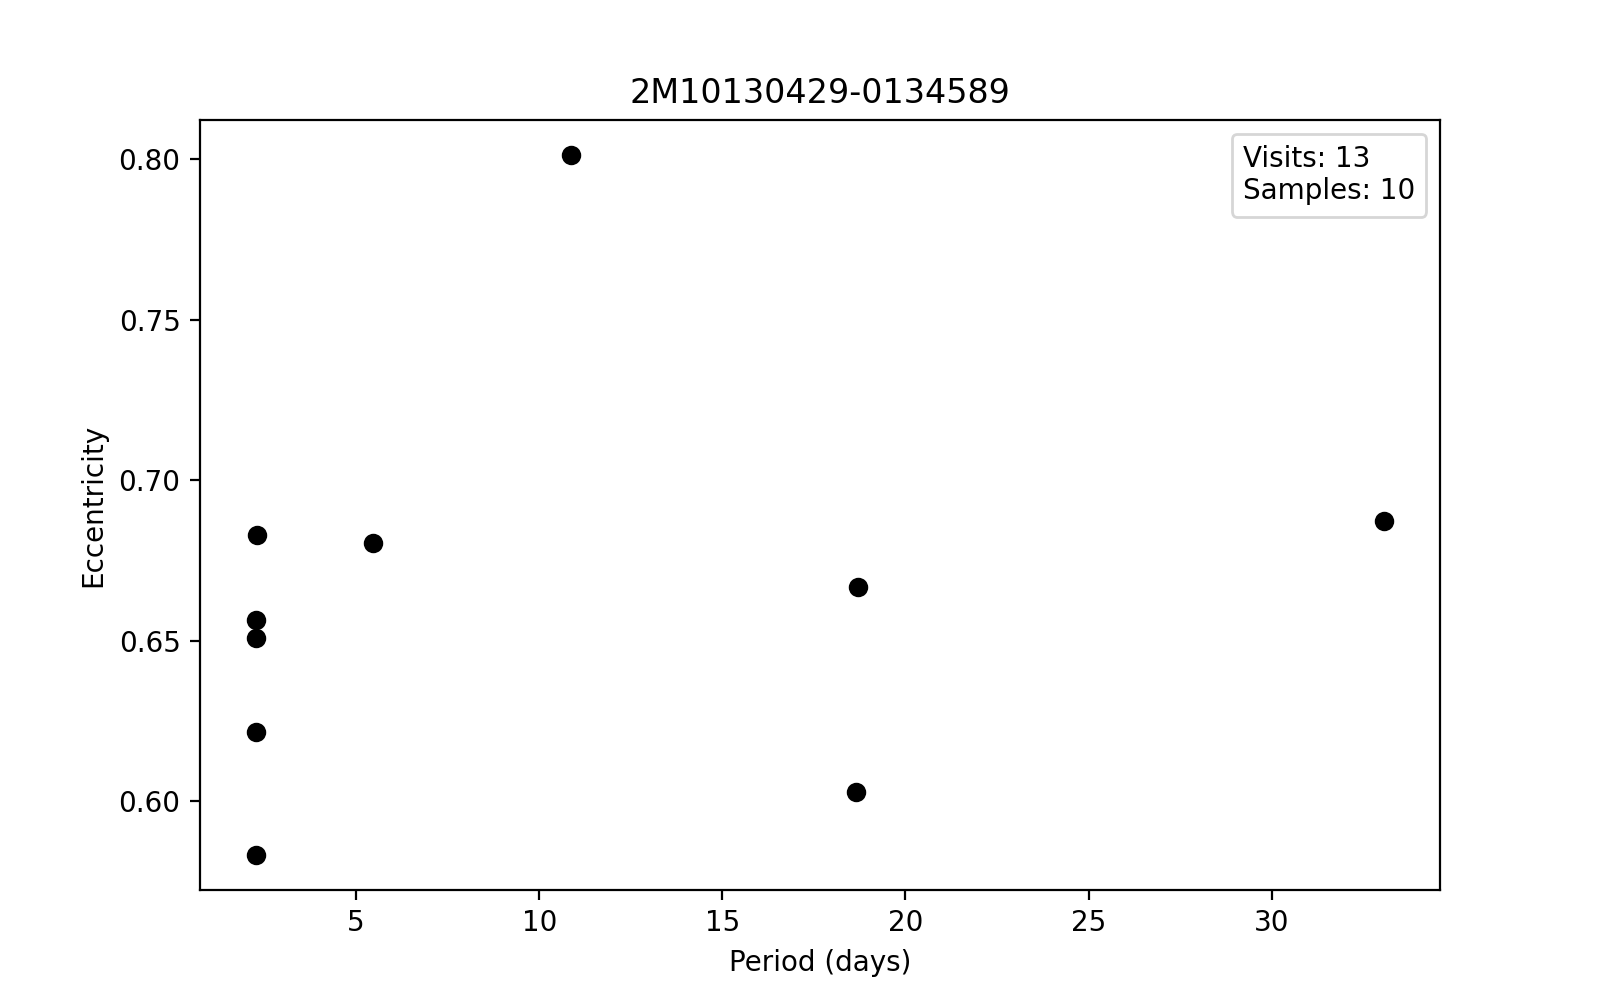 2M10130429-0134589
Visits: 13
Samples: 10
0.80
0.75
0.70
0.65
0.60
Eccentricity
5 10 15 20 25 30
Period (days)